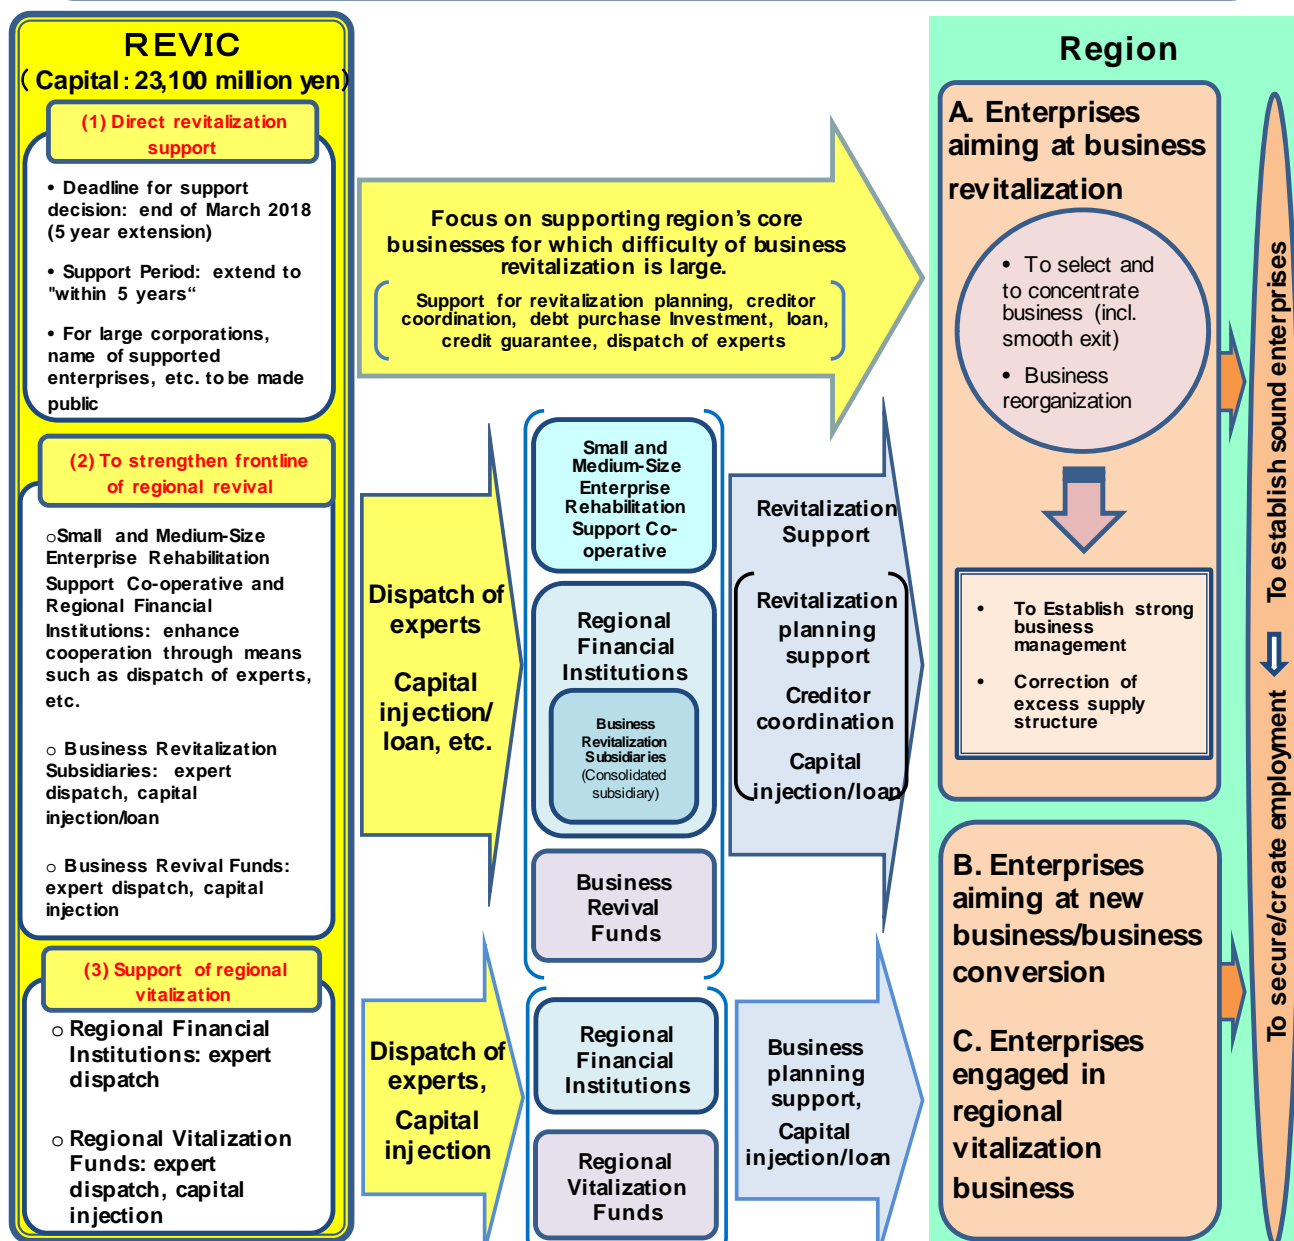 REVIC
( Capital : 23,100 million yen)
(1) Direct revitalization
support
• Deadline for support
decision: end of March 2018
(5 year extension)
• Support Period: extend to
"within 5 years“
• For large corporations,
name of supported
enterprises, etc. to be made
public
(2) To strengthen frontline
of regional revival
○Small and Medium-Size
Enterprise Rehabilitation
Support Co-operative and
Regional Financial
Institutions: enhance
cooperation through means
such as dispatch of experts,
etc.
○ Business Revitalization
Subsidiaries: expert
dispatch, capital
injection/loan
○ Business Revival Funds:
expert dispatch, capital
injection
(3) Support of regional
vitalization
○ Regional Financial
Institutions: expert
dispatch
○ Regional Vitalization
Funds: expert
dispatch, capital
injection
Focus on supporting region’s core
businesses for which difficulty of business
revitalization is large.
Support for revitalization planning, creditor
coordination, debt purchase Investment, loan,
credit guarantee, dispatch of experts
Dispatch of
experts
Capital
injection/
loan, etc.
Small and
Medium-Size
Enterprise
Rehabilitation
Support Co-
operative
Regional
Financial
Institutions
Business
Revitalization
Subsidiaries
(Consolidated
subsidiary)
Business
Revival
Funds
Revitalization
Support
Revitalization
planning
support
Creditor
coordination
Capital
injection/loan
Dispatch of
experts,
Capital
injection
Regional
Financial
Institutions
Regional
Vitalization
Funds
Business
planning
support,
Capital
injection/loan
Region
A. Enterprises
aiming at business
revitalization
• To select and
to concentrate
business (incl.
smooth exit)
• Business
reorganization
• To Establish strong
business
management
• Correction of
excess supply
structure
B. Enterprises
aiming at new
business/business
conversion
C. Enterprises
engaged in
regional
vitalization
business
To establish sound enterprises
To secure/create employment